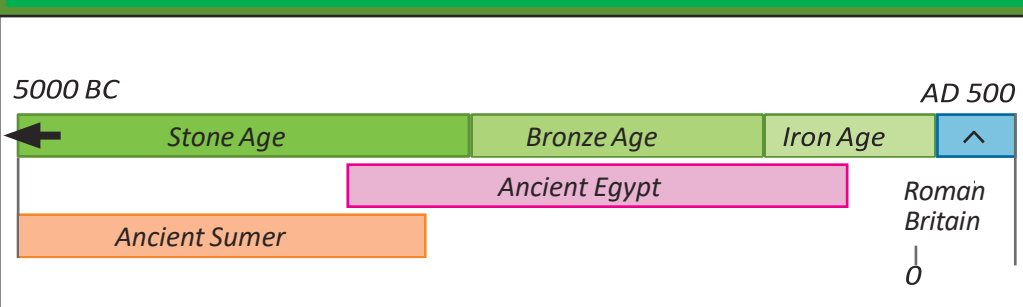 5000 BC
AD 500
Stone Age
Bronze Age
Iron Age
^
Ancient Egypt
Roman
Britain
Ancient Sumer
0